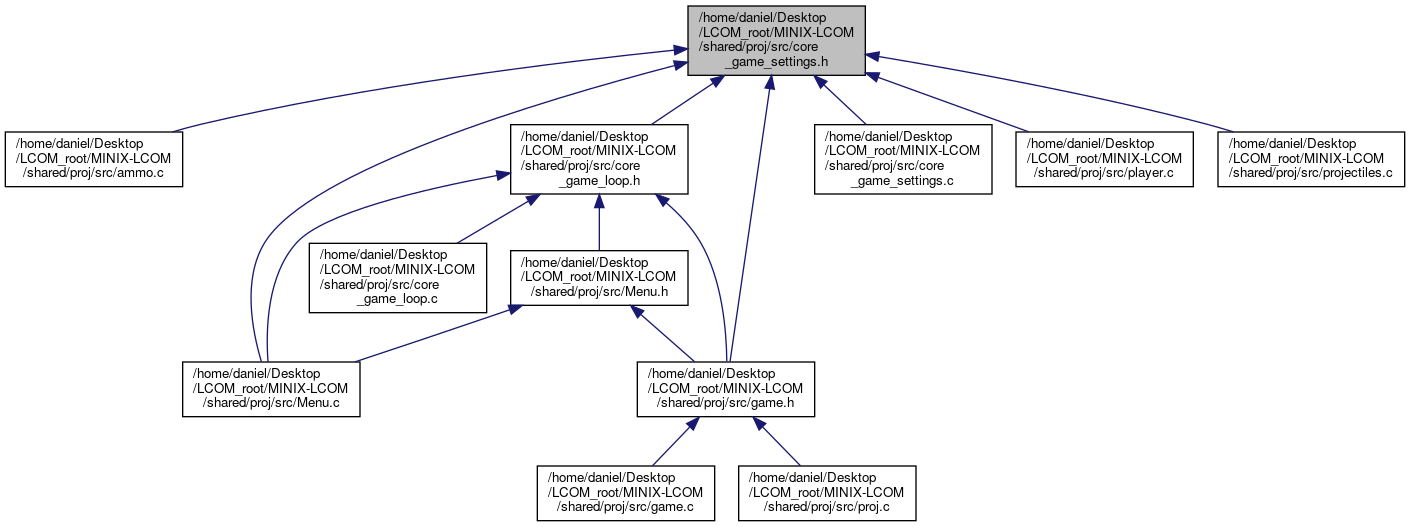 /home/daniel/Desktop
/LCOM_root/MINIX-LCOM
/shared/proj/src/core
_game_settings.h
/home/daniel/Desktop
/LCOM_root/MINIX-LCOM
/shared/proj/src/ammo.c
/home/daniel/Desktop
/LCOM_root/MINIX-LCOM
/shared/proj/src/core
_game_loop.h
/home/daniel/Desktop
/LCOM_root/MINIX-LCOM
/shared/proj/src/core
_game_settings.c
/home/daniel/Desktop
/LCOM_root/MINIX-LCOM
/shared/proj/src/player.c
/home/daniel/Desktop
/LCOM_root/MINIX-LCOM
/shared/proj/src/projectiles.c
/home/daniel/Desktop
/LCOM_root/MINIX-LCOM
/shared/proj/src/core
_game_loop.c
/home/daniel/Desktop
/LCOM_root/MINIX-LCOM
/shared/proj/src/Menu.h
/home/daniel/Desktop
/LCOM_root/MINIX-LCOM
/shared/proj/src/Menu.c
/home/daniel/Desktop
/LCOM_root/MINIX-LCOM
/shared/proj/src/game.h
/home/daniel/Desktop
/LCOM_root/MINIX-LCOM
/shared/proj/src/game.c
/home/daniel/Desktop
/LCOM_root/MINIX-LCOM
/shared/proj/src/proj.c